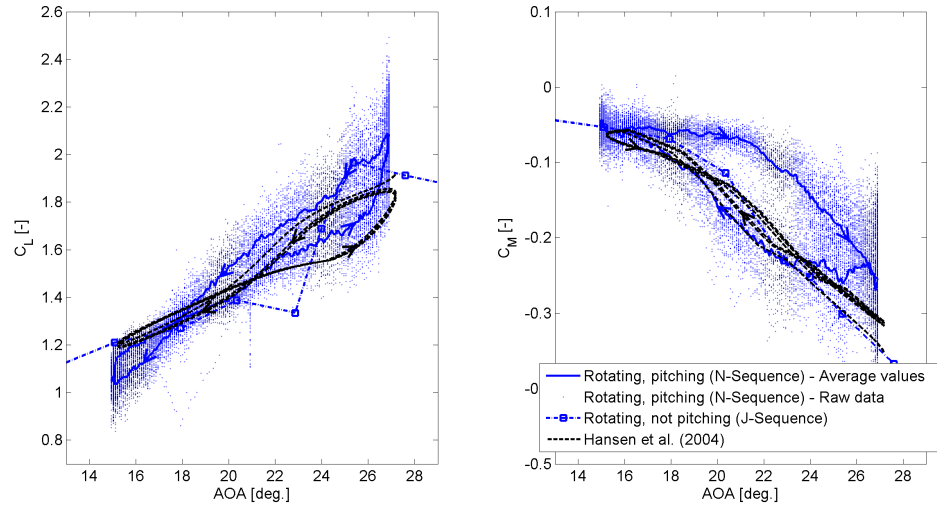 2.6
2.4
2.2
2
1.8
1.6
1.4
1.2
1
0.8
C_L [-]
14 16 18 20 22 24 26 28
AOA [deg.]
0.1
0
-0.1
-0.2
-0.3
-0.
-0.5
C_M [-]
14 16 18 20 22 24 26 28
AOA [deg.]
Rotating, pitching (N-Sequence) - Average values
Rotating, pitching (N-Sequence) - Raw data
Rotating, not pitching (J-Sequence)
Hansen et al. (2004)